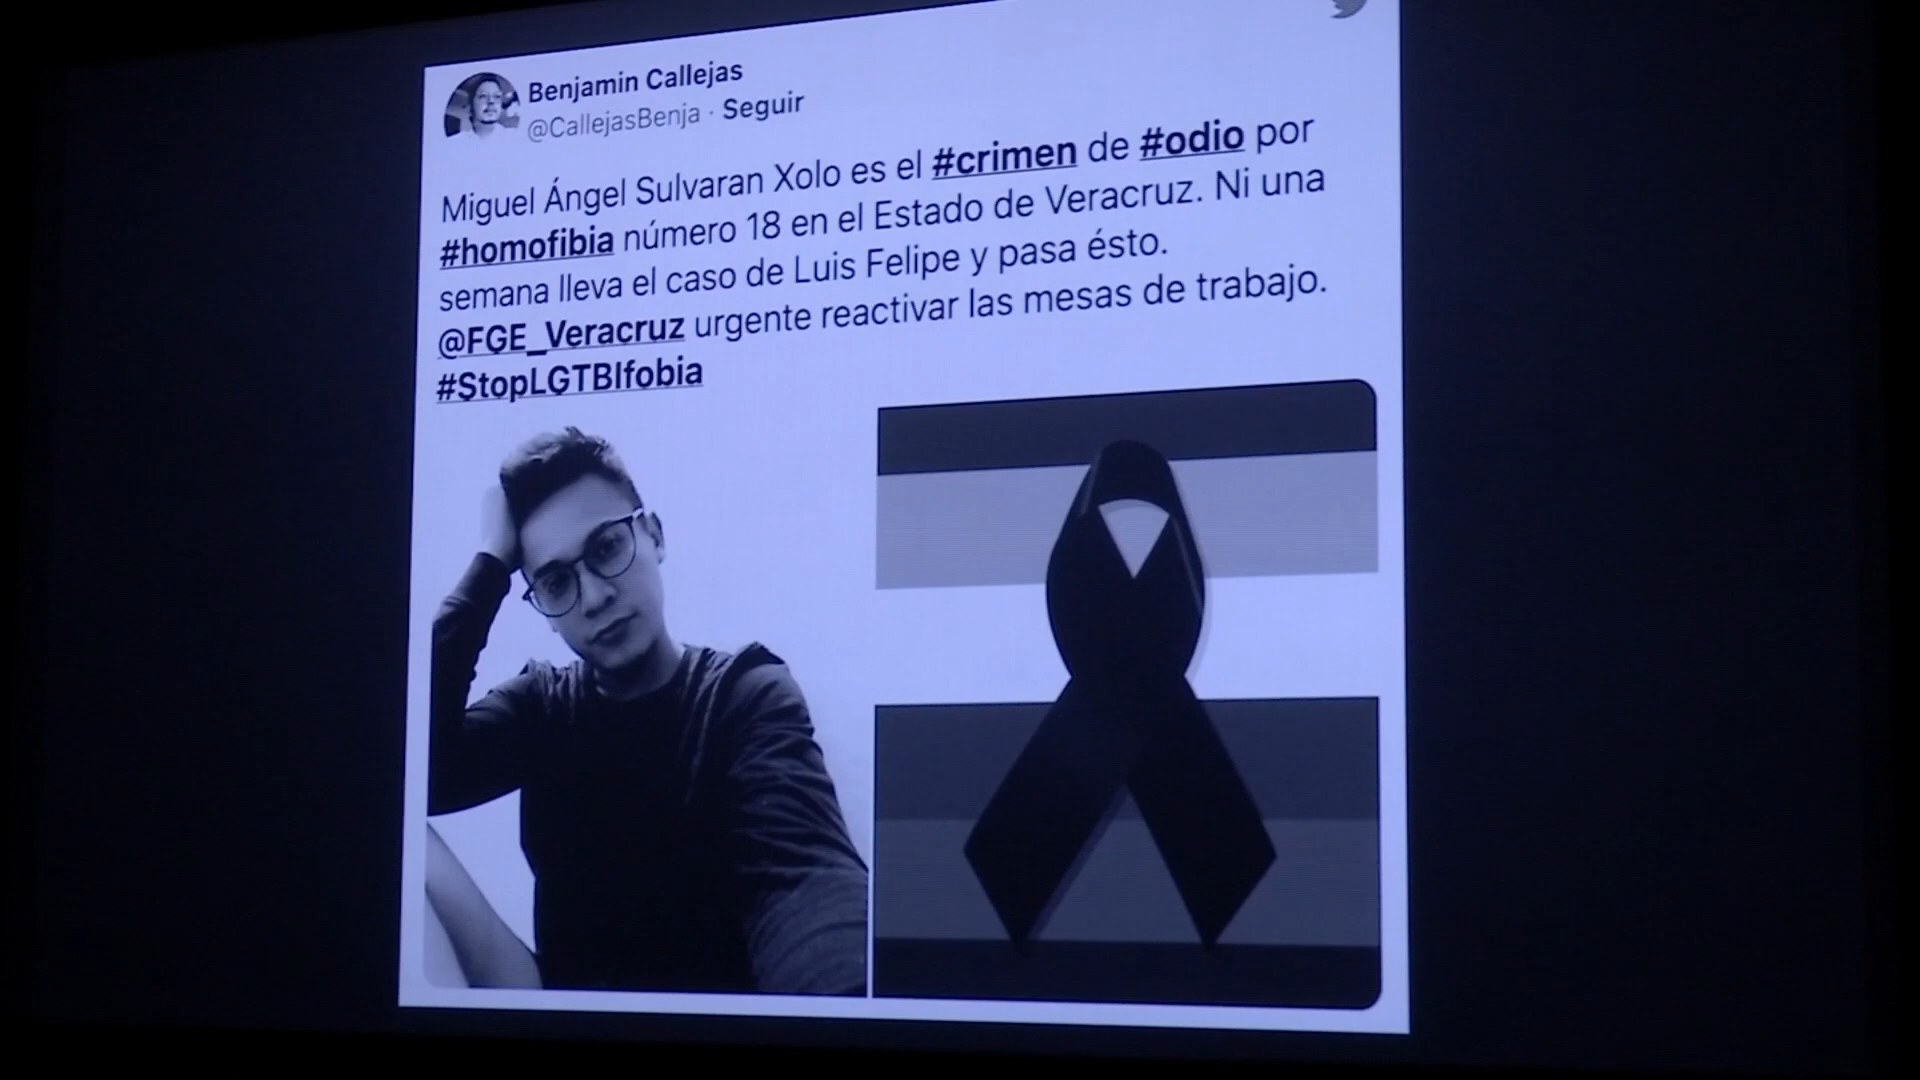 Benjamin Callejas
@CallejasBenja · Seguir
Miguel Ángel Sulvaran Xolo es el #crimen de #odio por
#homofibia número 18 en el Estado de Veracruz. Ni una
semana lleva el caso de Luis Felipe y pasa ésto.
@FGE_Veracruz urgente reactivar las mesas de trabajo.
#StopLGTBIfobia